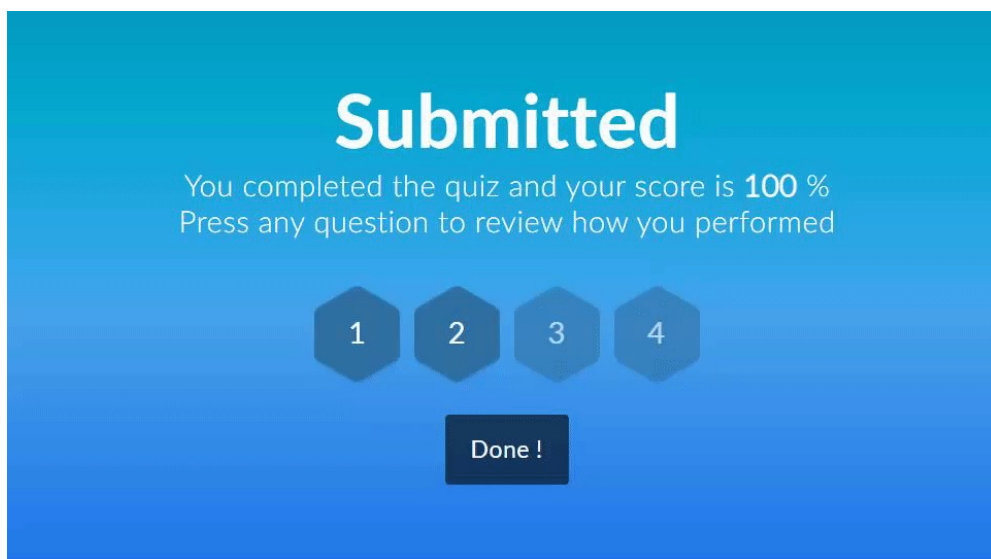 Submitted
You completed the quiz and your score is 100 %
Press any question to review how you performed
1 2 3 4
Done !